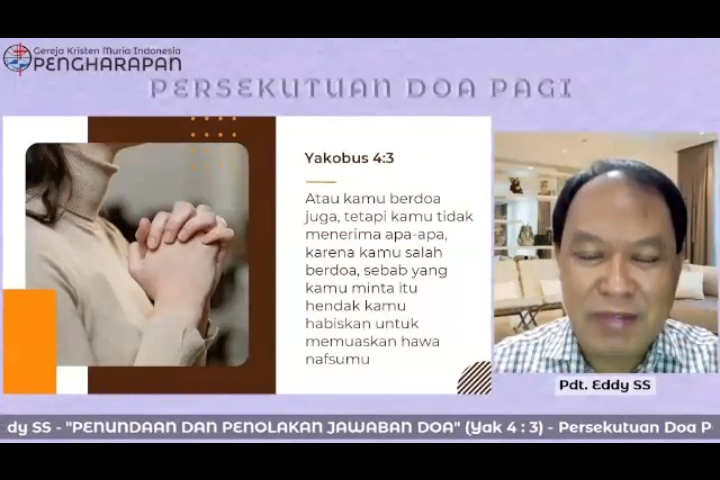 Gereja Kristen Muria Indonesia
PENGHARAPAN
PERSEKUTUAN DOA PAGI
Yakobus 4:3
Atau kamu berdoa
juga, tetapi kamu tidak
menerima apa-apa,
karena kamu salah
berdoa, sebab yang
kamu minta itu
hendak kamu
habiskan untuk
memuaskan hawa
nafsumu
Pdt. Eddy SS
dy SS - "PENUNDAAN DAN PENOLAKAN JAWABAN DOA" (Yak 4 : 3) - Persekutuan Doa P